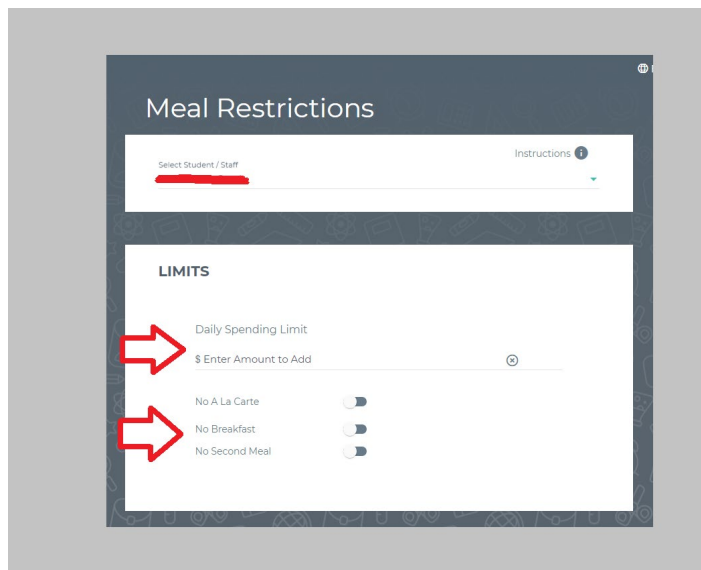 Meal Restrictions
Instructions
Select Student / Staff
LIMITS
Daily Spending Limit
$ Enter Amount to Add
No A La Carte
No Breakfast
No Second Meal